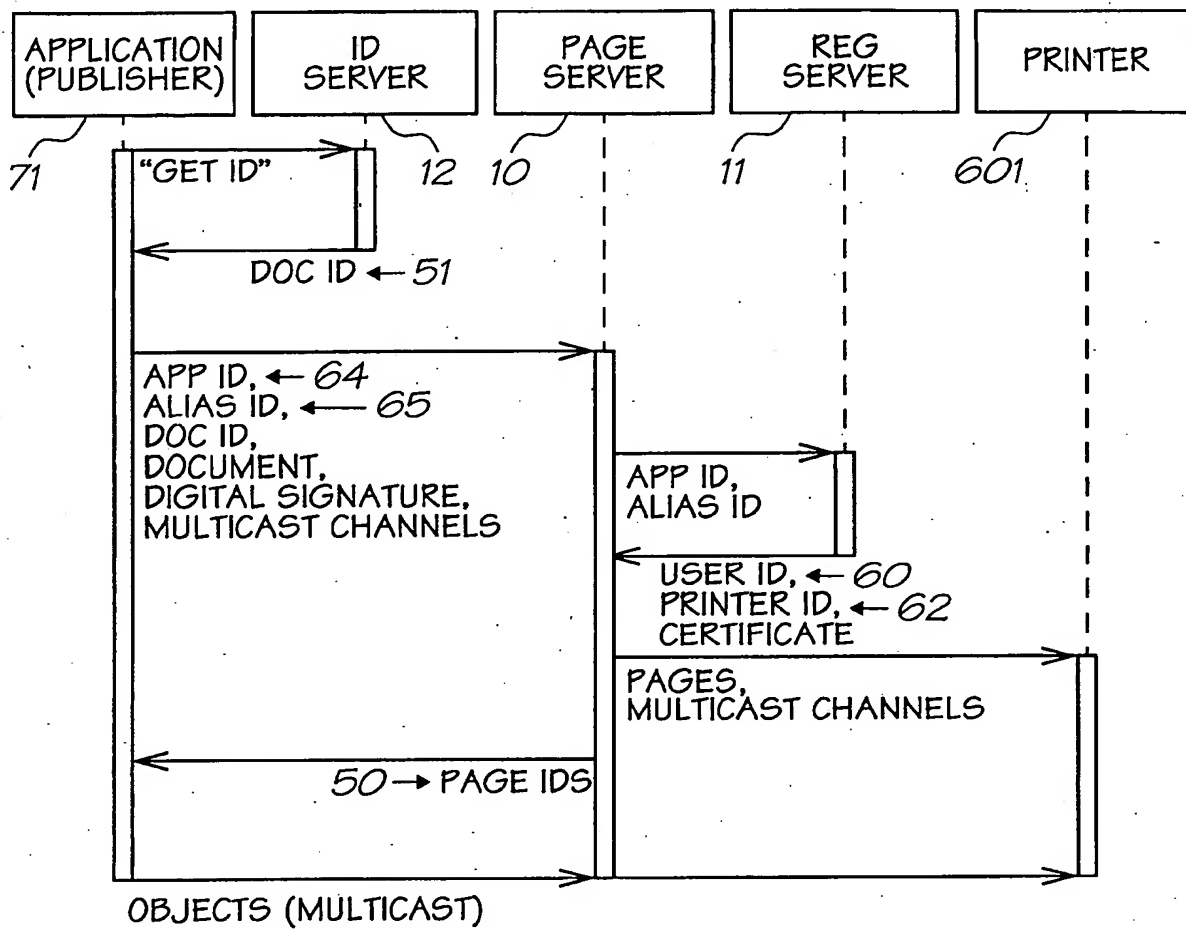 APPLICATION
(PUBLISHER)
ID
SERVER
PAGE
SERVER
REG
SERVER
PRINTER
71
12
10
11
601
"GET ID"
DOC ID ← 51
APP ID, ← 64
ALIAS ID, ← 65
DOC ID,
DOCUMENT,
DIGITAL SIGNATURE,
MULTICAST CHANNELS
APP ID,
ALIAS ID
USER ID, ← 60
PRINTER ID, ← 62
CERTIFICATE
PAGES,
MULTICAST CHANNELS
50 → PAGE IDS
OBJECTS (MULTICAST)